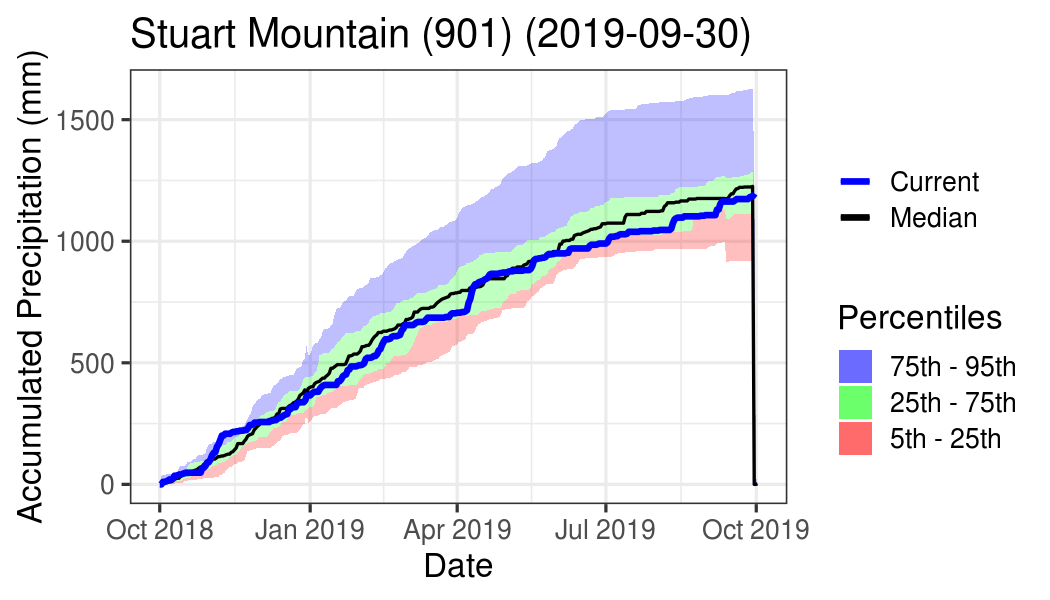 Stuart Mountain (901) (2019-09-30)
Accumulated Precipitation (mm)
1500
1000
500
0
Oct 2018
Jan 2019
Apr 2019
Jul 2019
Oct 2019
Date
Current
Median
Percentiles
75th - 95th
25th - 75th
5th - 25th